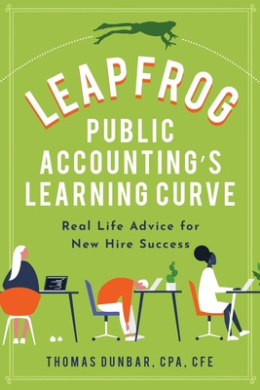 LEAPFROG
PUBLIC
ACCOUNTING'S
LEARNING CURVE
Real Life Advice for
New Hire Success
THOMAS DUNBAR, CPA, CFE